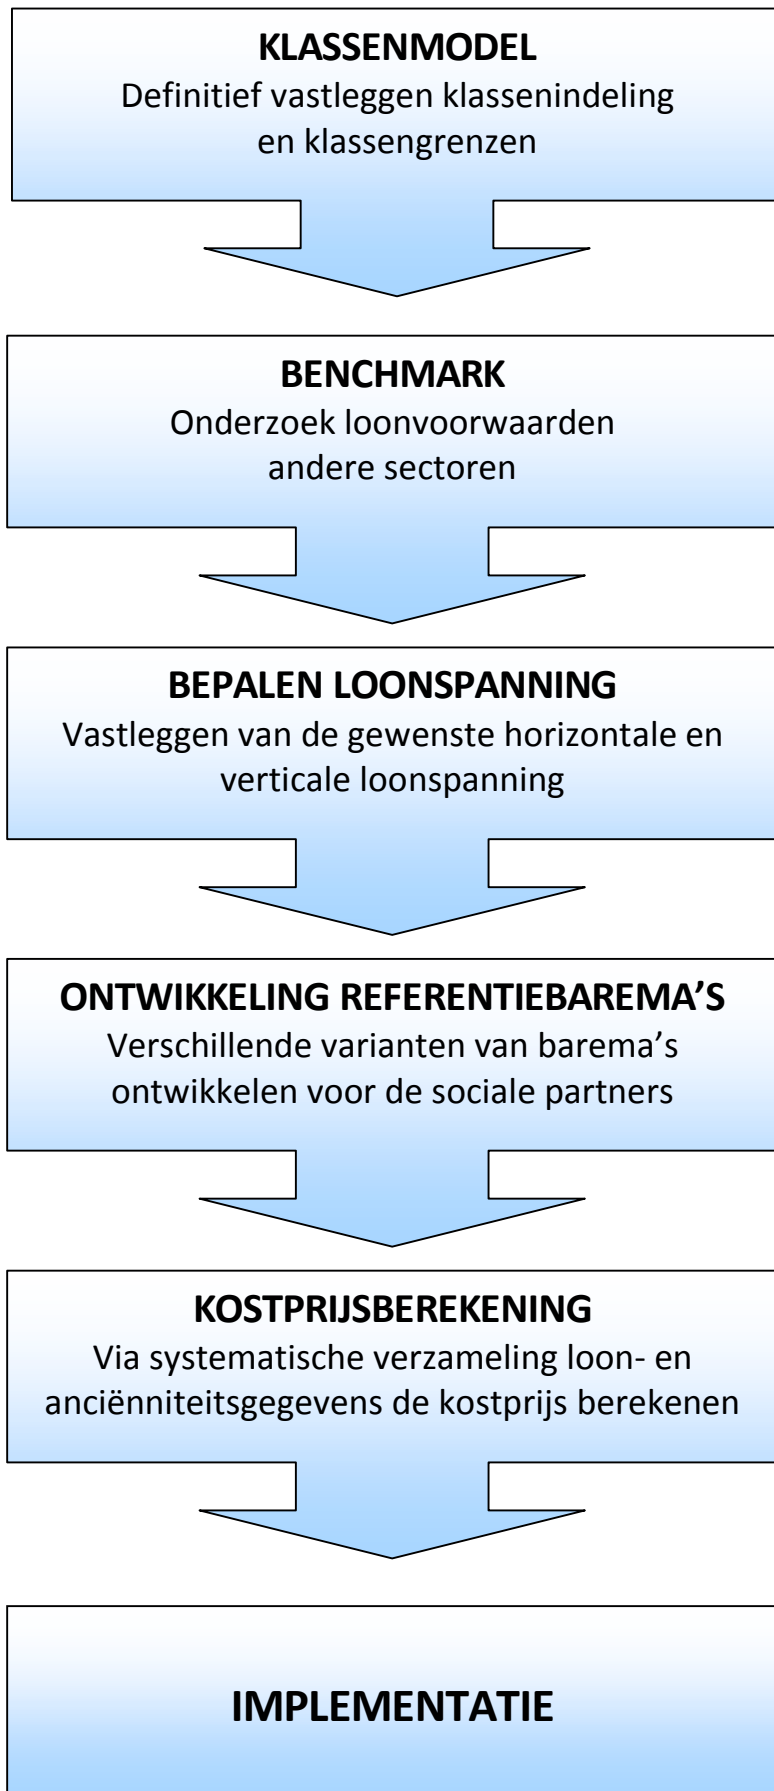 KLASSENMODEL
Definitief vastleggen klassenindeling
en klassengrenzen
BENCHMARK
Onderzoek loonvoorwaarden
andere sectoren
BEPALEN LOONSPANNING
Vastleggen van de gewenste horizontale en
verticale loonspanning
ONTWIKKELING REFERENTIEBAREMA’S
Verschillende varianten van barema’s
ontwikkelen voor de sociale partners
KOSTPRIJSBEREKENING
Via systematische verzameling loon- en
anciënniteitsgegevens de kostprijs berekenen
IMPLEMENTATIE